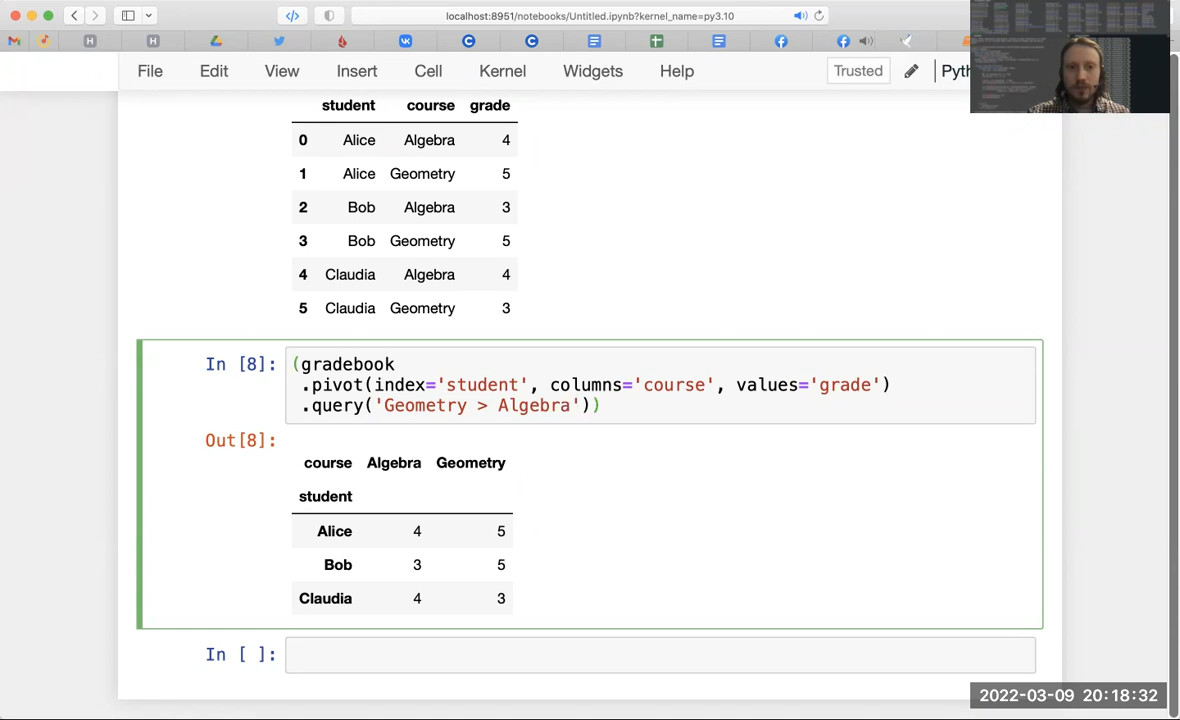 localhost:8951/notebooks/Untitled.ipynb?kernel_name=py3.10
File Edit View Insert Cell Kernel Widgets Help Trusted Pyth
student course grade
0 Alice Algebra 4
1 Alice Geometry 5
2 Bob Algebra 3
3 Bob Geometry 5
4 Claudia Algebra 4
5 Claudia Geometry 3
In [8]: (gradebook
.pivot(index='student', columns='course', values='grade')
.query('Geometry > Algebra'))
Out[8]:
course Algebra Geometry
student
Alice 4 5
Bob 3 5
Claudia 4 3
In [ ]:
2022-03-09 20:18:32